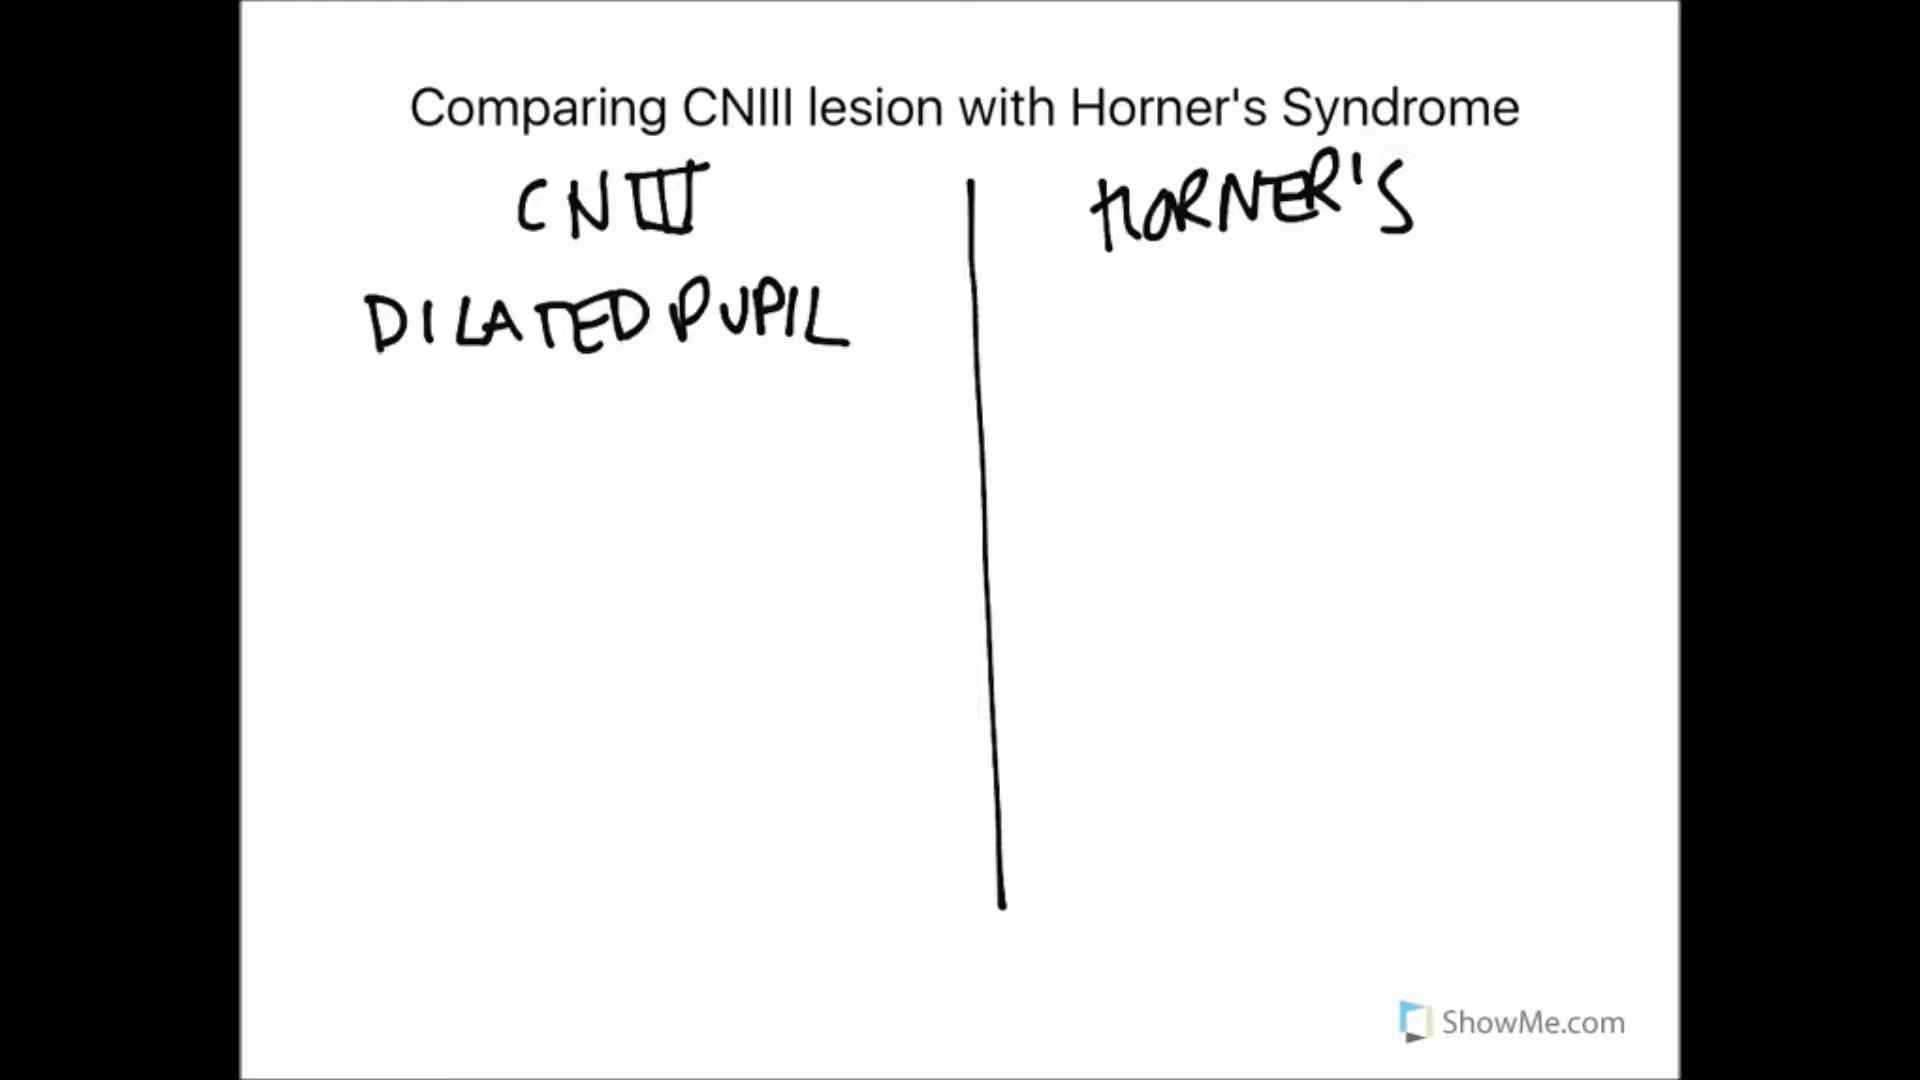 Comparing CNIII lesion with Horner's Syndrome
CN III
HORNER'S
DILATED PUPIL
ShowMe.com